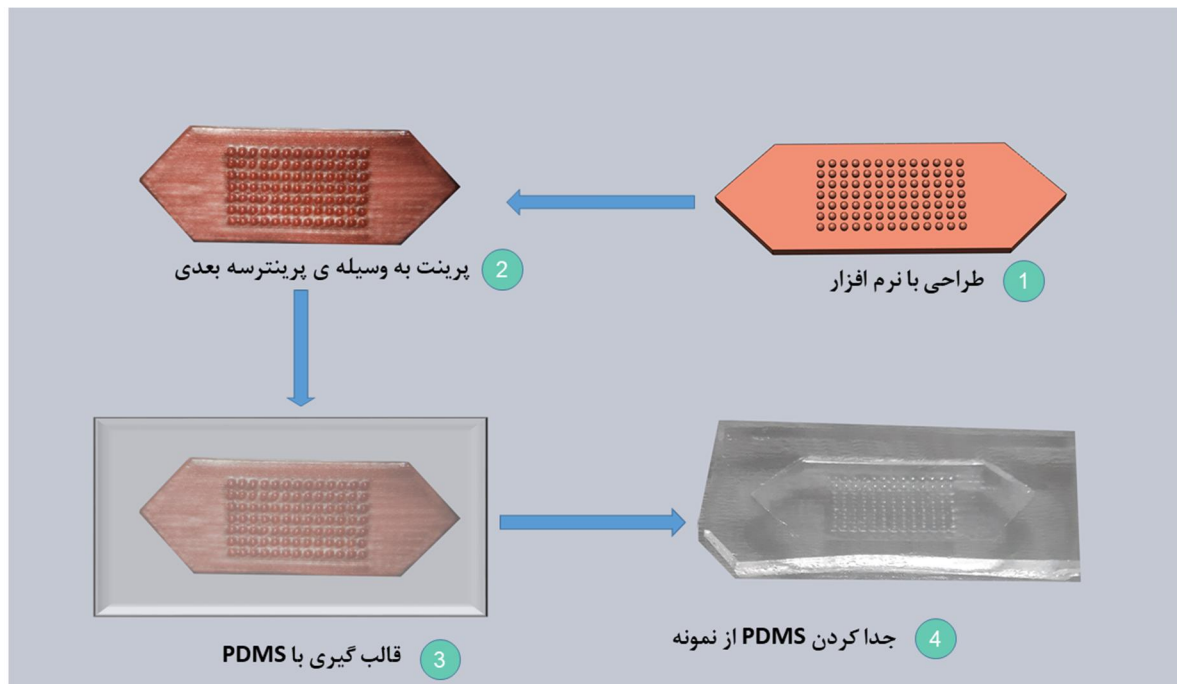 1 طراحی با نرم افزار
2 پرینت به وسیله ی پرینترسه بعدی
3 قالب گیری با PDMS
4 جدا کردن PDMS از نمونه